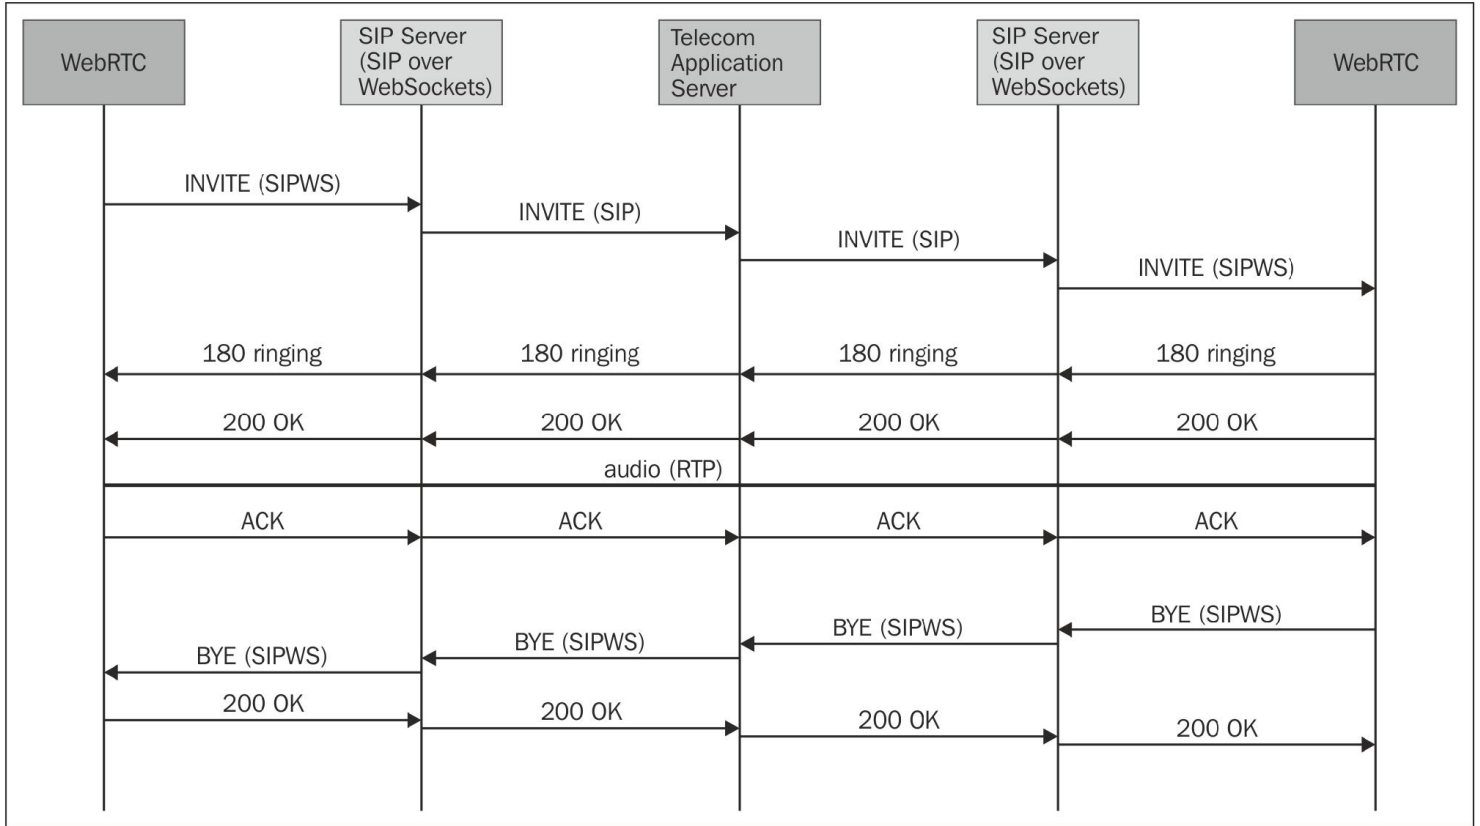 WebRTC
SIP Server
(SIP over
WebSockets)
Telecom
Application
Server
SIP Server
(SIP over
WebSockets)
WebRTC
INVITE (SIPWS)
INVITE (SIP)
INVITE (SIP)
INVITE (SIPWS)
180 ringing
180 ringing
180 ringing
180 ringing
200 OK
200 OK
200 OK
200 OK
audio (RTP)
ACK
ACK
ACK
ACK
BYE (SIPWS)
BYE (SIPWS)
BYE (SIPWS)
BYE (SIPWS)
200 OK
200 OK
200 OK
200 OK